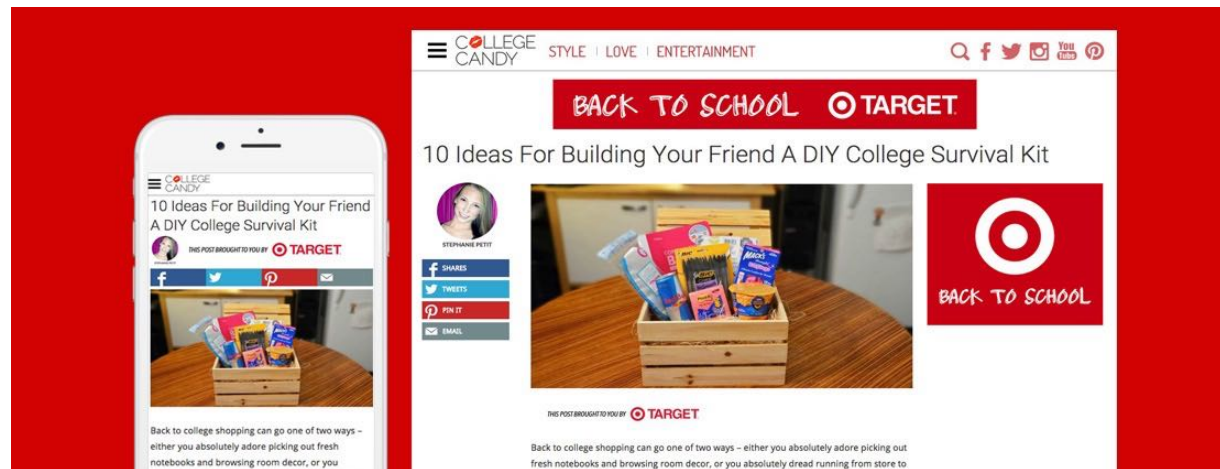 COLLEGE
CANDY
10 Ideas For Building Your Friend
A DIY College Survival Kit
THIS POST BROUGHT TO YOU BY TARGET
Back to college shopping can go one of two ways –
either you absolutely adore picking out fresh
notebooks and browsing room decor, or you
COLLEGE
CANDY
STYLE | LOVE | ENTERTAINMENT
You
Tube
BACK TO SCHOOL TARGET
10 Ideas For Building Your Friend A DIY College Survival Kit
STEPHANIE PETIT
SHARES
TWEETS
PIN IT
EMAIL
BIC
Mack's
BACK TO SCHOOL
THIS POST BROUGHT TO YOU BY TARGET
Back to college shopping can go one of two ways – either you absolutely adore picking out
fresh notebooks and browsing room decor, or you absolutely dread running from store to